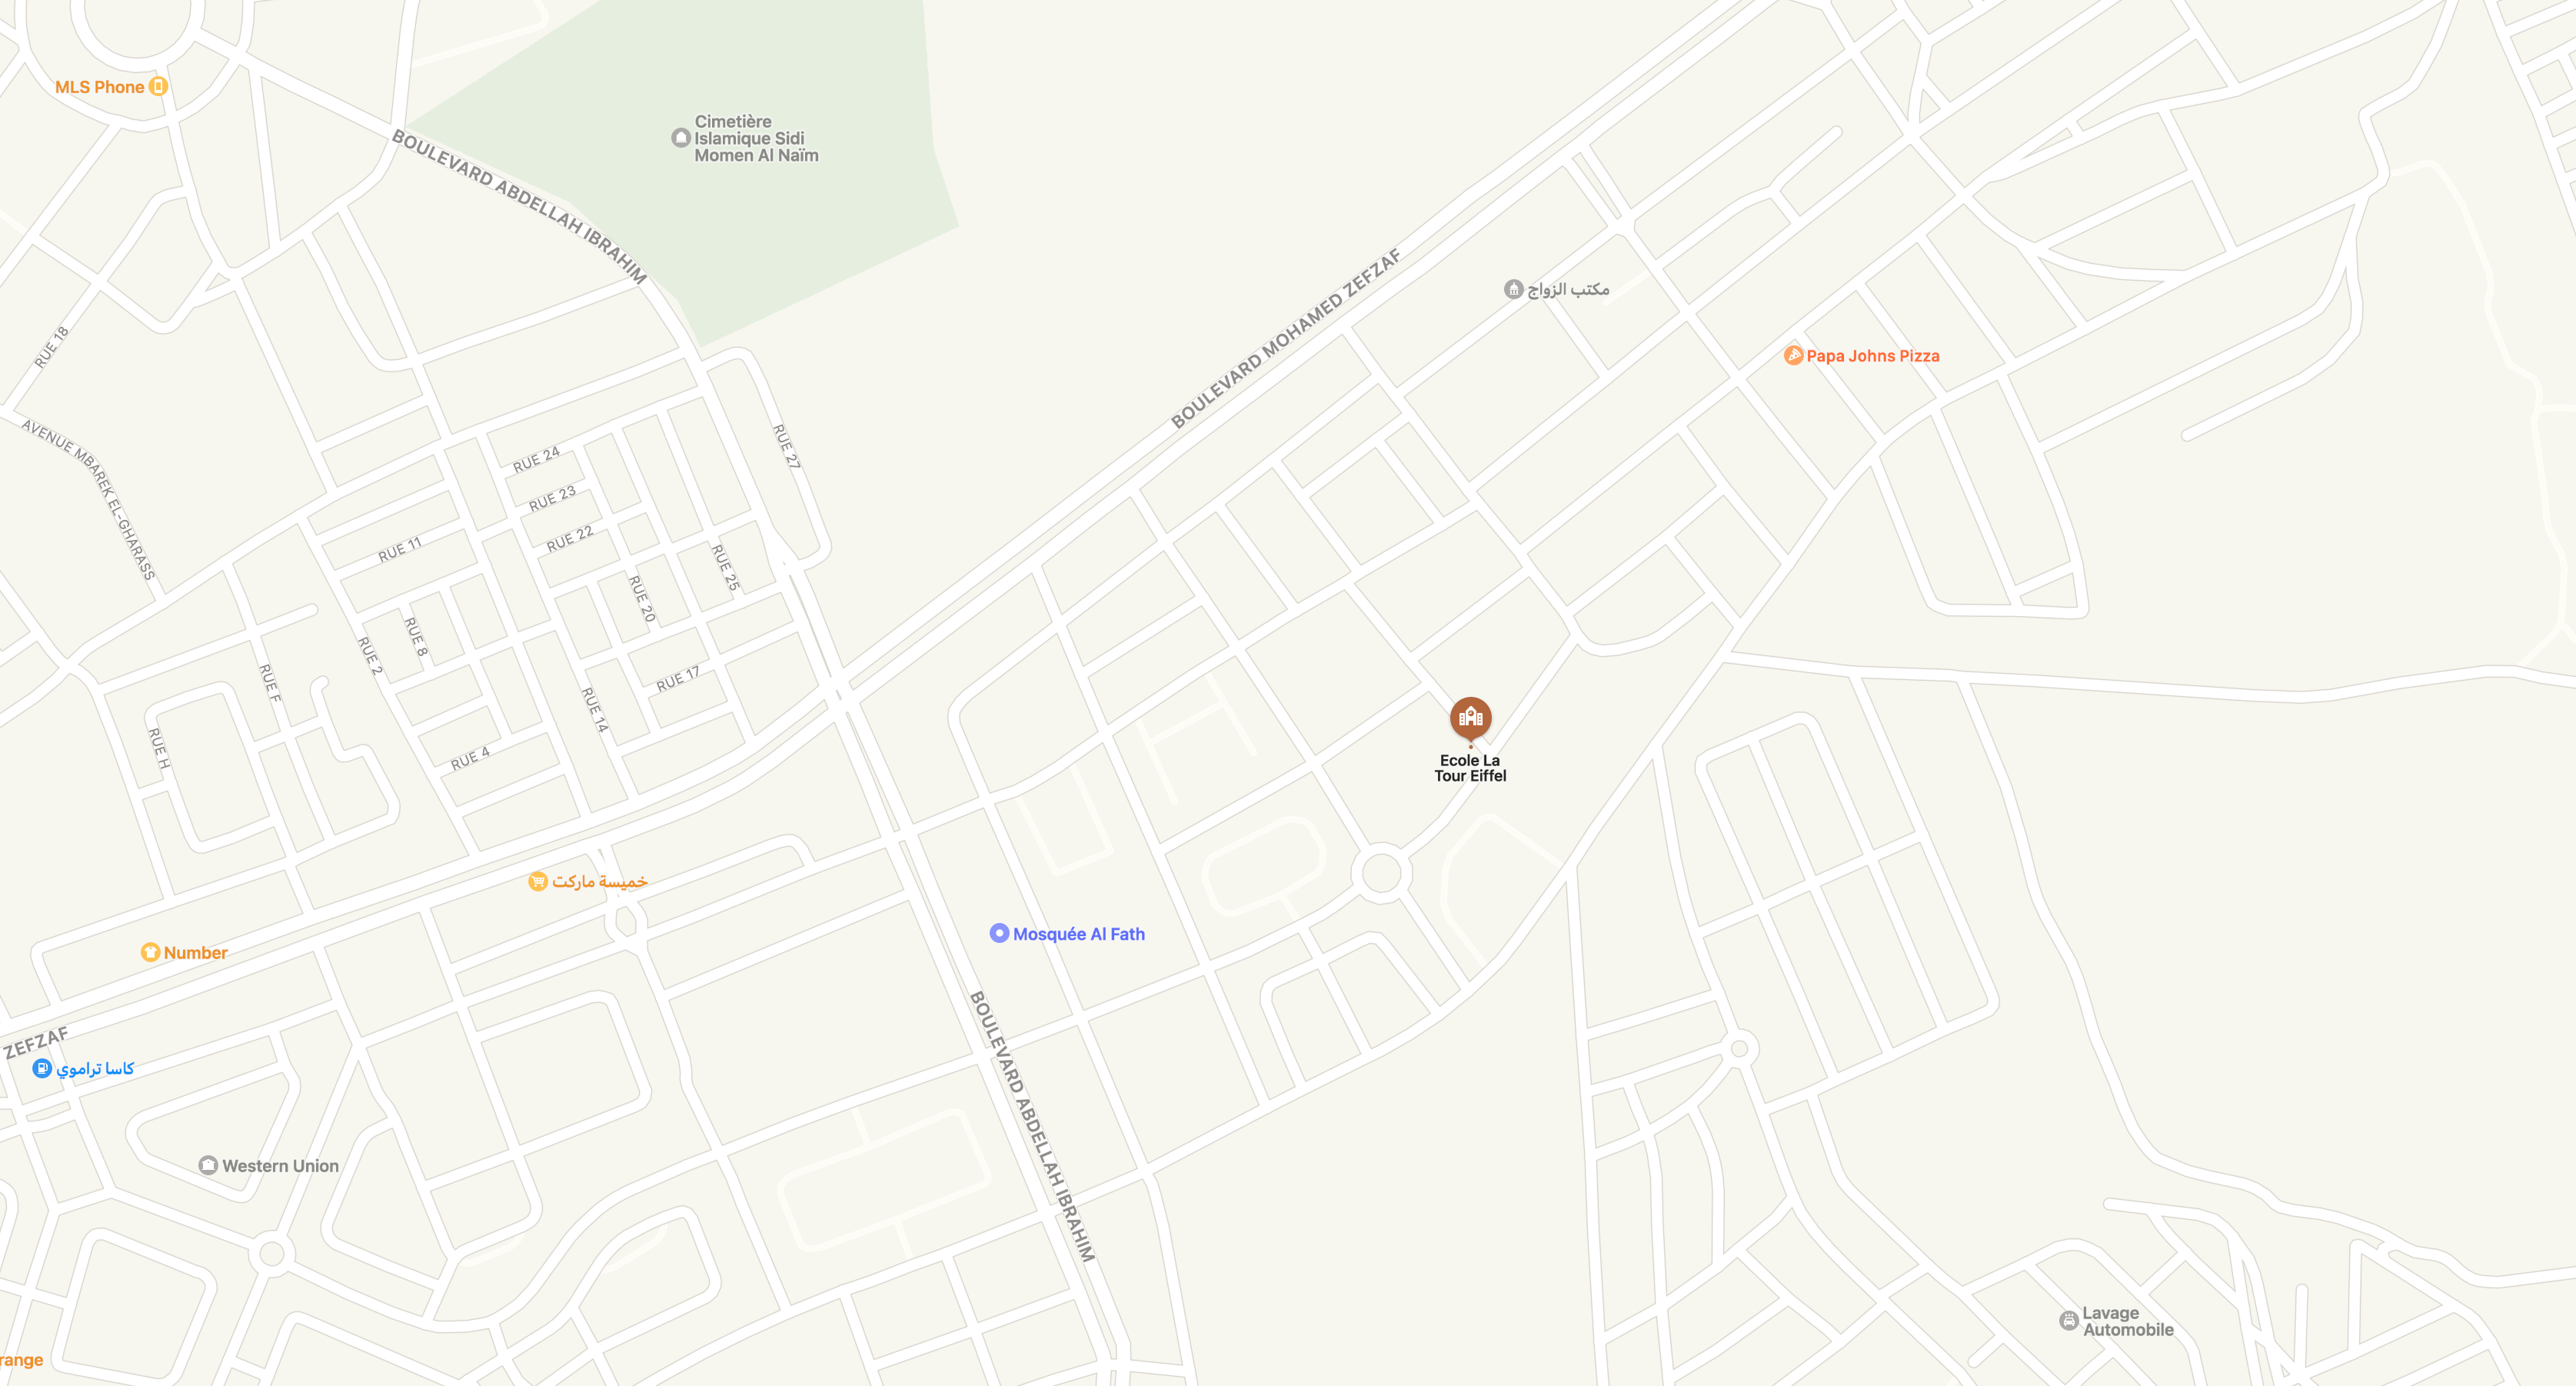 MLS Phone
Cimetière
Islamique Sidi
Momen Al Naïm
BOULEVARD ABDELLAH IBRAHIM
BOULEVARD MOHAMED ZEFZAF
مكتب الزواج
Papa Johns Pizza
RUE 18
AVENUE MBAREK EL-GHARASS
RUE 24
RUE 27
RUE 23
RUE 22
RUE 11
RUE 25
RUE 20
RUE 8
RUE 2
RUE F
RUE 17
RUE 14
RUE H
RUE 4
Ecole La
Tour Eiffel
خميسة ماركت
Number
Mosquée Al Fath
ZEFZAF
كاسا تراموي
BOULEVARD ABDELLAH IBRAHIM
Western Union
Lavage
Automobile
range